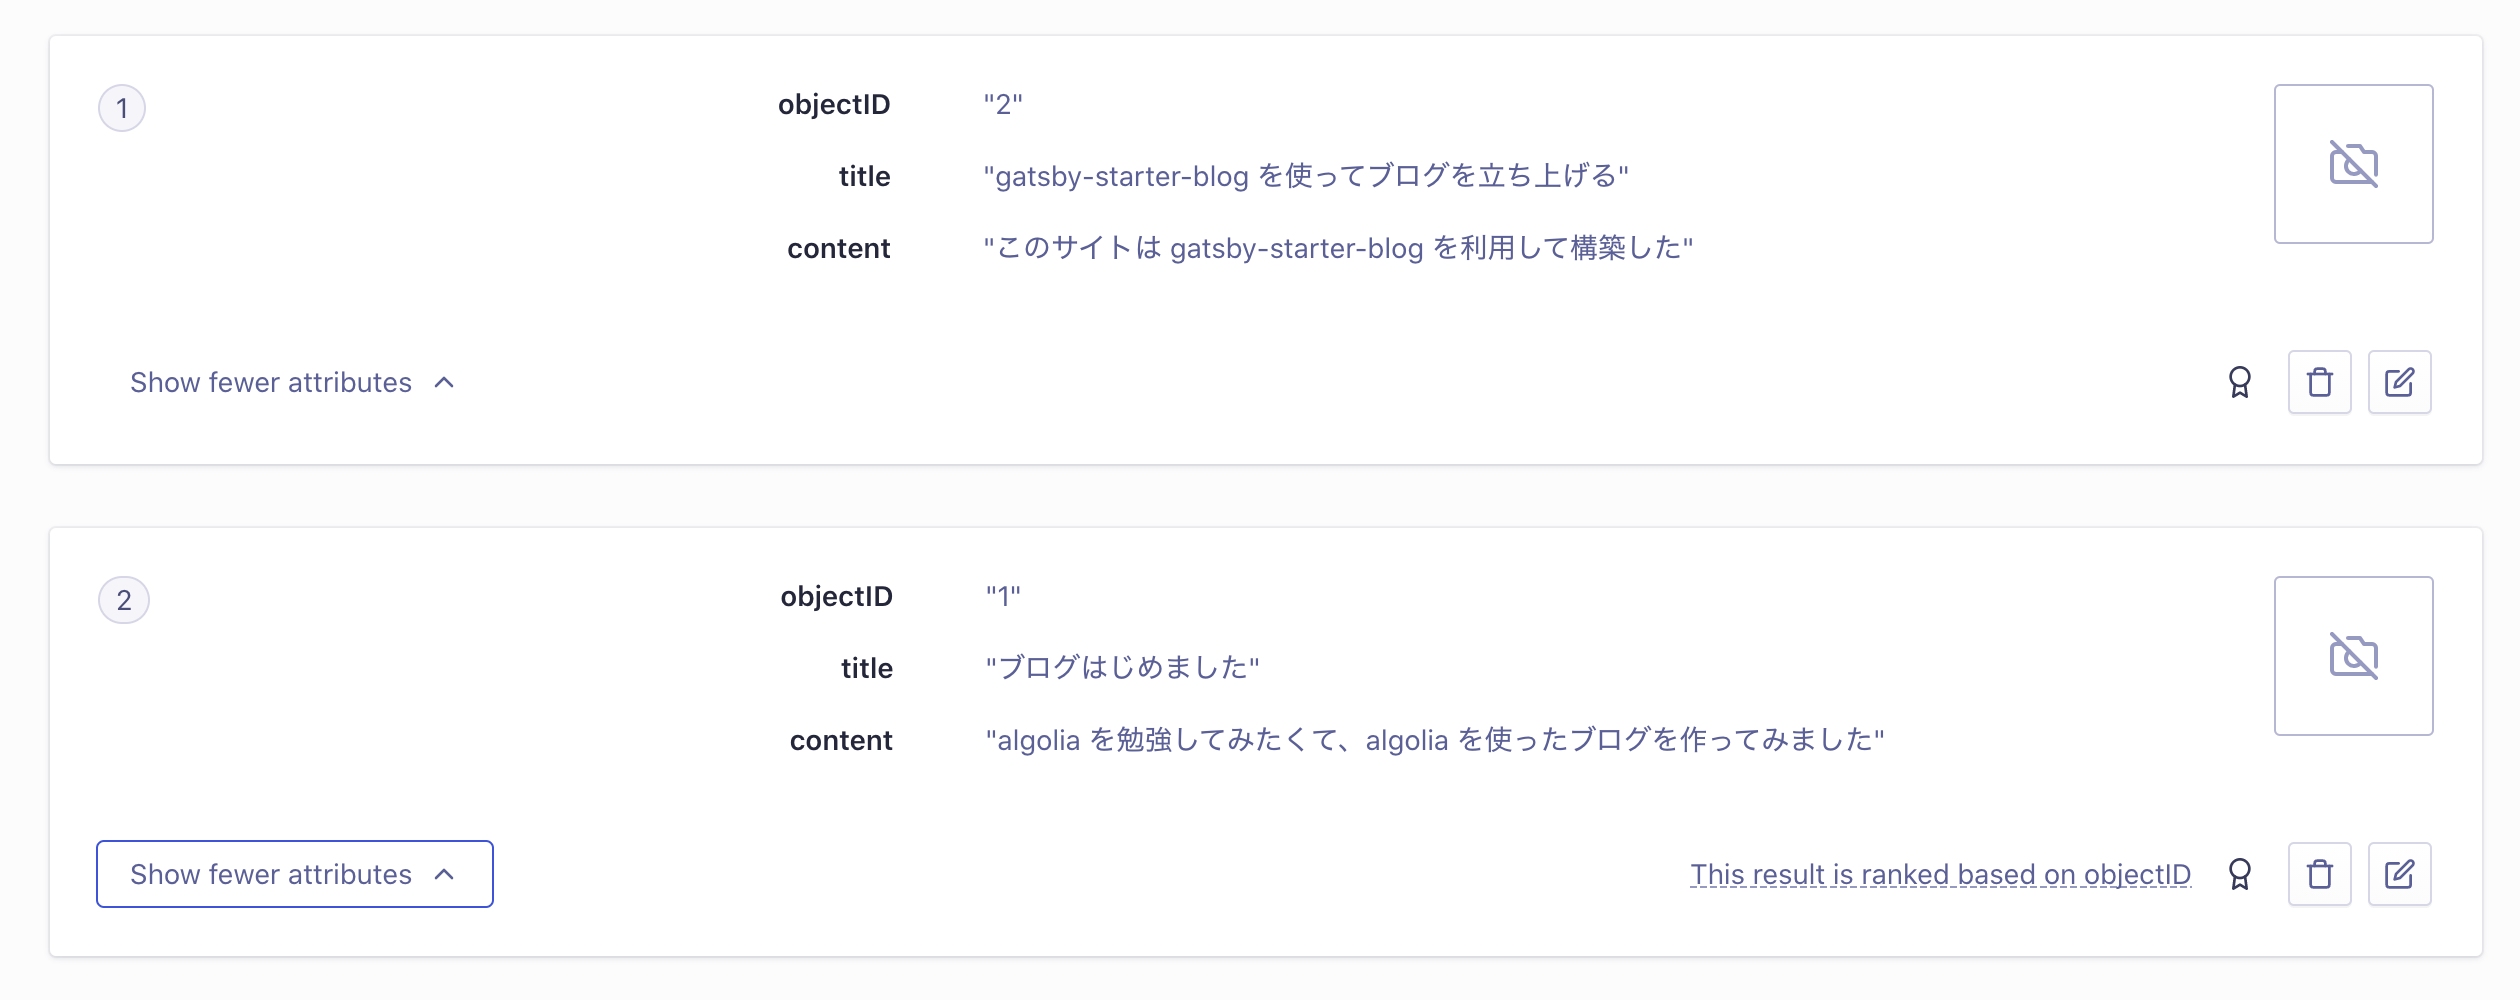 1
objectID "2"
title "gatsby-starter-blog を使ってブログを立ち上げる"
content "このサイトは gatsby-starter-blog を利用して構築した"
Show fewer attributes
2
objectID "1"
title "ブログはじめました"
content "algolia を勉強してみたくて、algolia を使ったブログを作ってみました"
Show fewer attributes
This result is ranked based on objectID